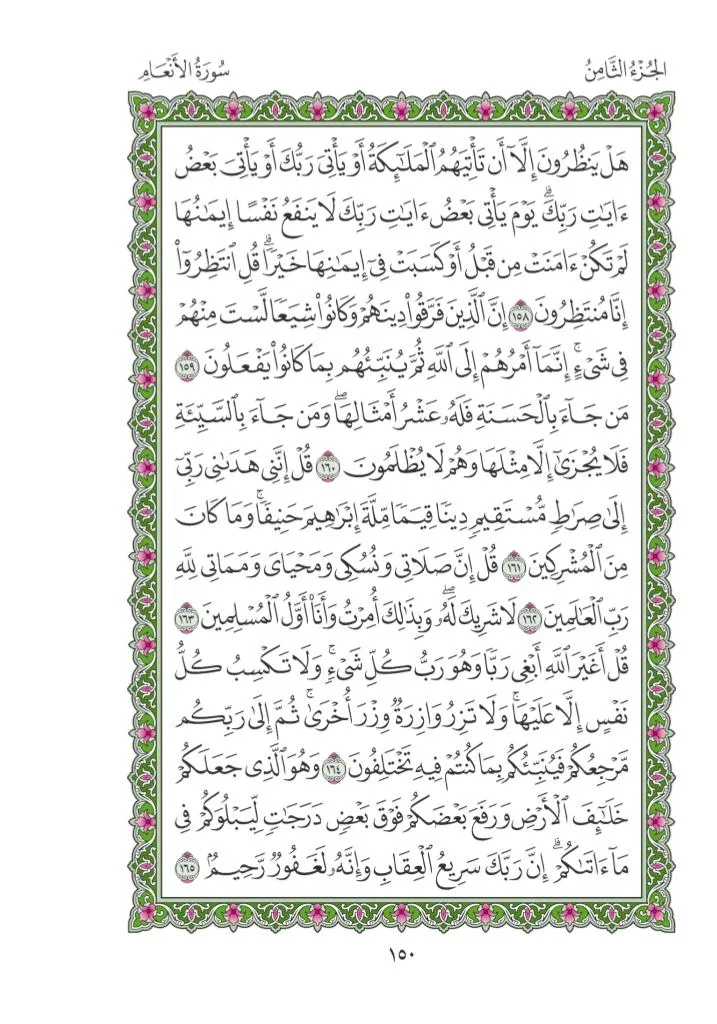 الجُزْءُ الثَّامِنُ
سُورَةُ الأَنْعَامِ
هَلْ يَنظُرُونَ إِلَّآ أَن تَأْتِيَهُمُ ٱلْمَلَـٰٓئِكَةُ أَوْ يَأْتِىَ رَبُّكَ أَوْ يَأْتِىَ بَعْضُ
ءَايَـٰتِ رَبِّكَ ۗ يَوْمَ يَأْتِى بَعْضُ ءَايَـٰتِ رَبِّكَ لَا يَنفَعُ نَفْسًا إِيمَـٰنُهَا
لَمْ تَكُنْ ءَامَنَتْ مِن قَبْلُ أَوْ كَسَبَتْ فِىٓ إِيمَـٰنِهَا خَيْرًا ۗ قُلِ ٱنتَظِرُوٓا۟
إِنَّا مُنتَظِرُونَ ١٥٨ إِنَّ ٱلَّذِينَ فَرَّقُوا۟ دِينَهُمْ وَكَانُوا۟ شِيَعًا لَّسْتَ مِنْهُمْ
فِى شَىْءٍ ۚ إِنَّمَآ أَمْرُهُمْ إِلَى ٱللَّهِ ثُمَّ يُنَبِّئُهُم بِمَا كَانُوا۟ يَفْعَلُونَ ١٥٩
مَن جَآءَ بِٱلْحَسَنَةِ فَلَهُۥ عَشْرُ أَمْثَالِهَا ۖ وَمَن جَآءَ بِٱلسَّيِّئَةِ
فَلَا يُجْزَىٰٓ إِلَّا مِثْلَهَا وَهُمْ لَا يُظْلَمُونَ ١٦٠ قُلْ إِنَّنِى هَدَىٰنِى رَبِّىٓ
إِلَىٰ صِرَٰطٍ مُّسْتَقِيمٍ دِينًا قِيَمًا مِّلَّةَ إِبْرَٰهِيمَ حَنِيفًا ۚ وَمَا كَانَ
مِنَ ٱلْمُشْرِكِينَ ١٦١ قُلْ إِنَّ صَلَاتِى وَنُسُكِى وَمَحْيَاىَ وَمَمَاتِى لِلَّهِ
رَبِّ ٱلْعَـٰلَمِينَ ١٦٢ لَا شَرِيكَ لَهُۥ ۖ وَبِذَٰلِكَ أُمِرْتُ وَأَنَا۠ أَوَّلُ ٱلْمُسْلِمِينَ ١٦٣
قُلْ أَغَيْرَ ٱللَّهِ أَبْغِى رَبًّا وَهُوَ رَبُّ كُلِّ شَىْءٍ ۚ وَلَا تَكْسِبُ كُلُّ
نَفْسٍ إِلَّا عَلَيْهَا ۚ وَلَا تَزِرُ وَازِرَةٌ وِزْرَ أُخْرَىٰ ۚ ثُمَّ إِلَىٰ رَبِّكُم
مَّرْجِعُكُمْ فَيُنَبِّئُكُم بِمَا كُنتُمْ فِيهِ تَخْتَلِفُونَ ١٦٤ وَهُوَ ٱلَّذِى جَعَلَكُمْ
خَلَـٰٓئِفَ ٱلْأَرْضِ وَرَفَعَ بَعْضَكُمْ فَوْقَ بَعْضٍ دَرَجَـٰتٍ لِّيَبْلُوَكُمْ فِى
مَآ ءَاتَىٰكُمْ ۗ إِنَّ رَبَّكَ سَرِيعُ ٱلْعِقَابِ وَإِنَّهُۥ لَغَفُورٌ رَّحِيمٌۢ ١٦٥
١٥٠